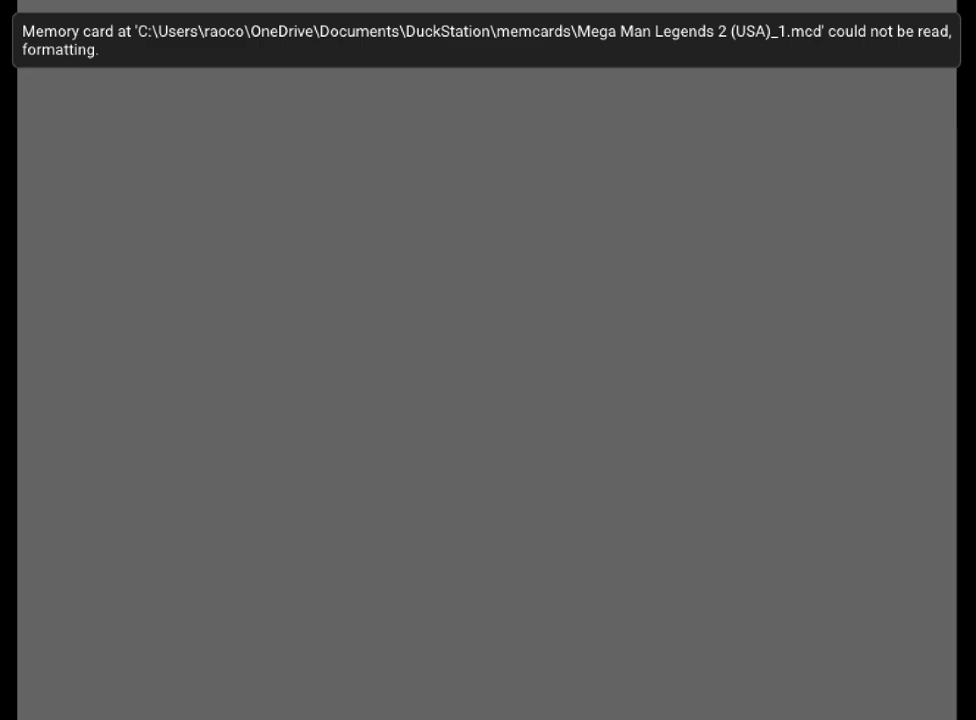 Memory card at 'C:\Users\raoco\OneDrive\Documents\DuckStation\memcards\Mega Man Legends 2 (USA)_1.mcd' could not be read,
formatting.